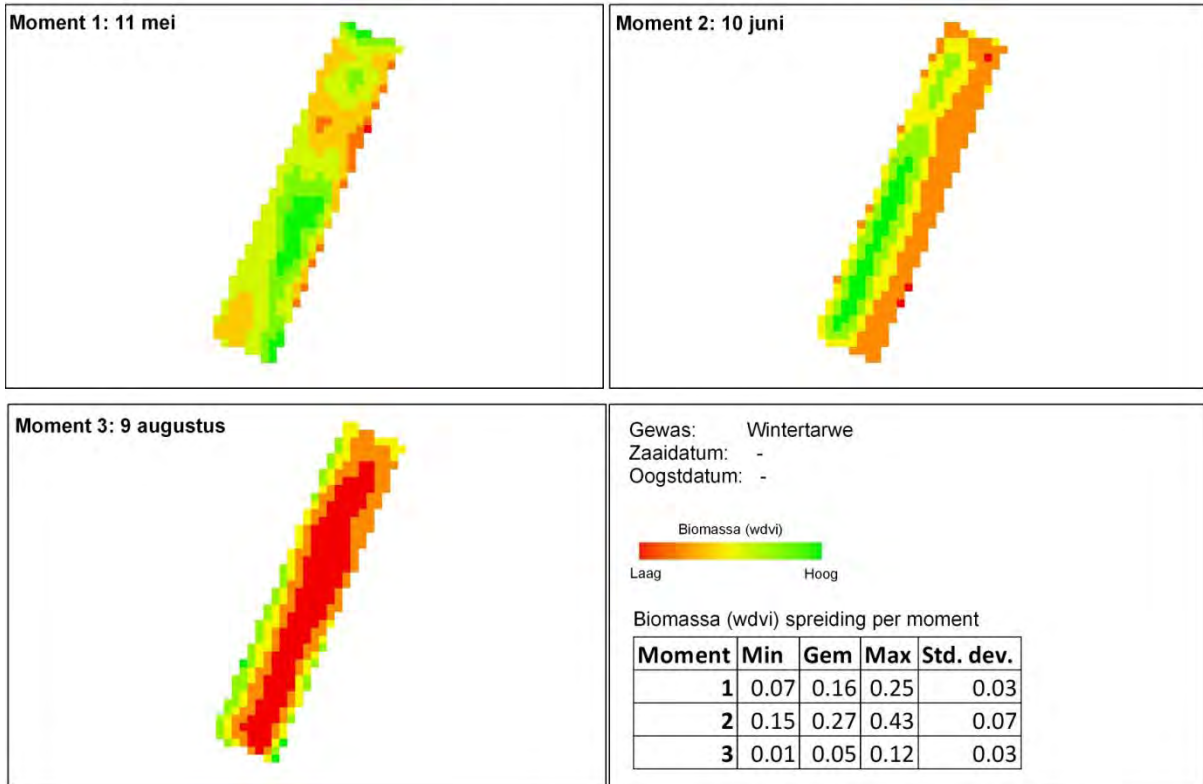 Moment 1: 11 mei
Moment 2: 10 juni
Moment 3: 9 augustus
Gewas: Wintertarwe
Zaaidatum: -
Oogstdatum: -
Biomassa (wdvi)
Laag Hoog
Biomassa (wdvi) spreiding per moment
Moment Min Gem Max Std. dev.
1 0.07 0.16 0.25 0.03
2 0.15 0.27 0.43 0.07
3 0.01 0.05 0.12 0.03